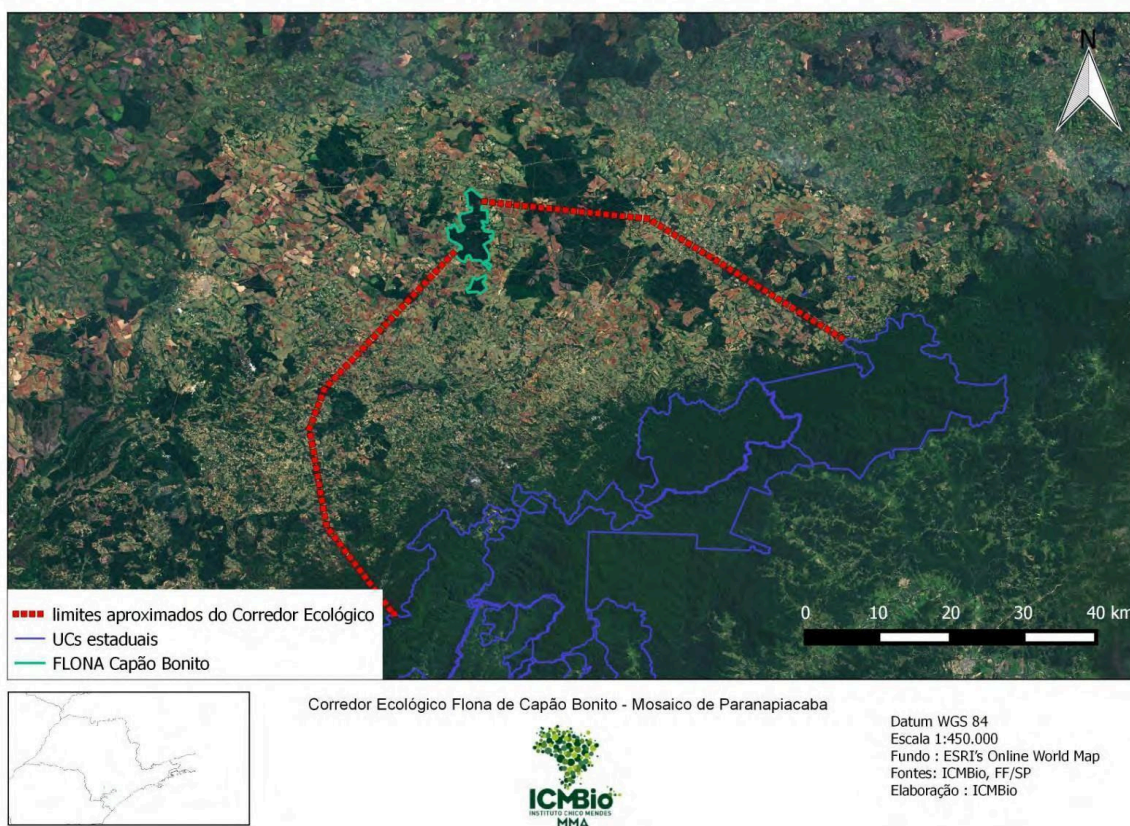 N
limites aproximados do Corredor Ecológico
UCs estaduais
FLONA Capão Bonito
0 10 20 30 40 km
Corredor Ecológico Flona de Capão Bonito - Mosaico de Paranapiacaba
ICMBio
INSTITUTO CHICO MENDES
MMA
Datum WGS 84
Escala 1:450.000
Fundo : ESRI's Online World Map
Fontes: ICMBio, FF/SP
Elaboração : ICMBio